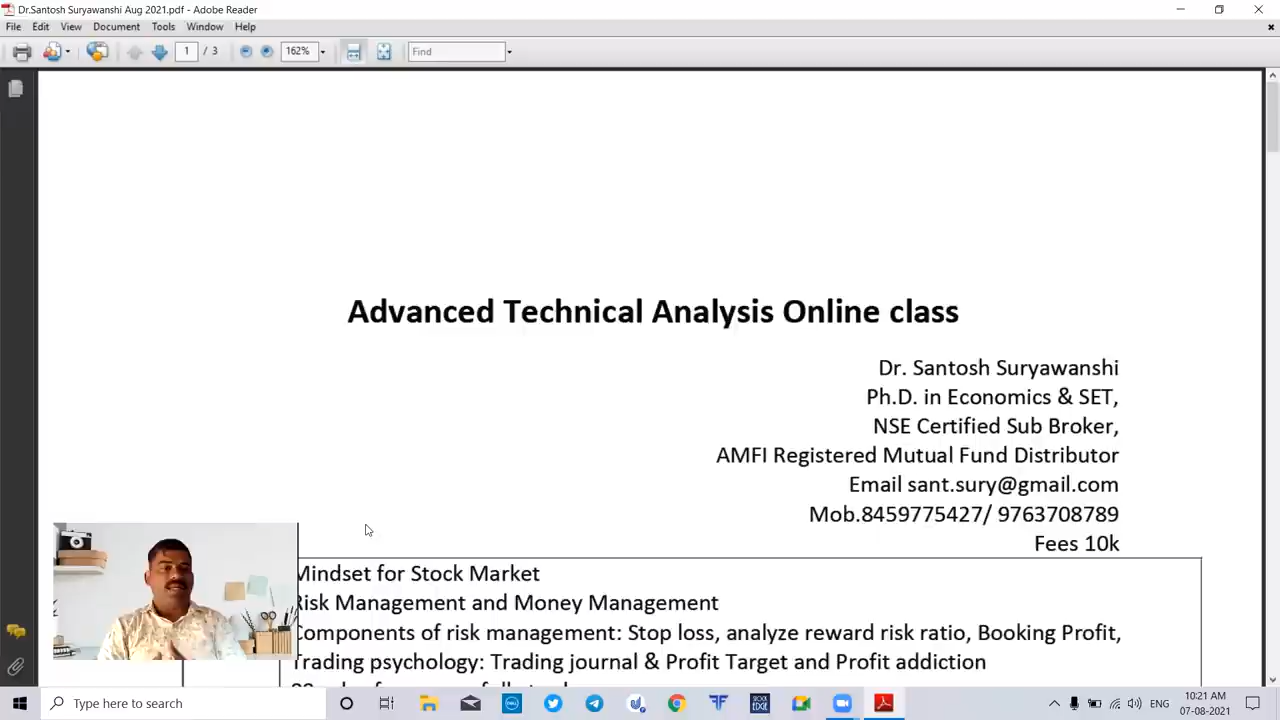 Dr.Santosh Suryawanshi Aug 2021.pdf - Adobe Reader
File Edit View Document Tools Window Help
1 / 3 162% Find
Advanced Technical Analysis Online class
Dr. Santosh Suryawanshi
Ph.D. in Economics & SET,
NSE Certified Sub Broker,
AMFI Registered Mutual Fund Distributor
Email sant.sury@gmail.com
Mob.8459775427/ 9763708789
Fees 10k
Mindset for Stock Market
Risk Management and Money Management
Components of risk management: Stop loss, analyze reward risk ratio, Booking Profit,
Trading psychology: Trading journal & Profit Target and Profit addiction
Type here to search
DELL
STOCK EDGE
ENG
10:21 AM
07-08-2021